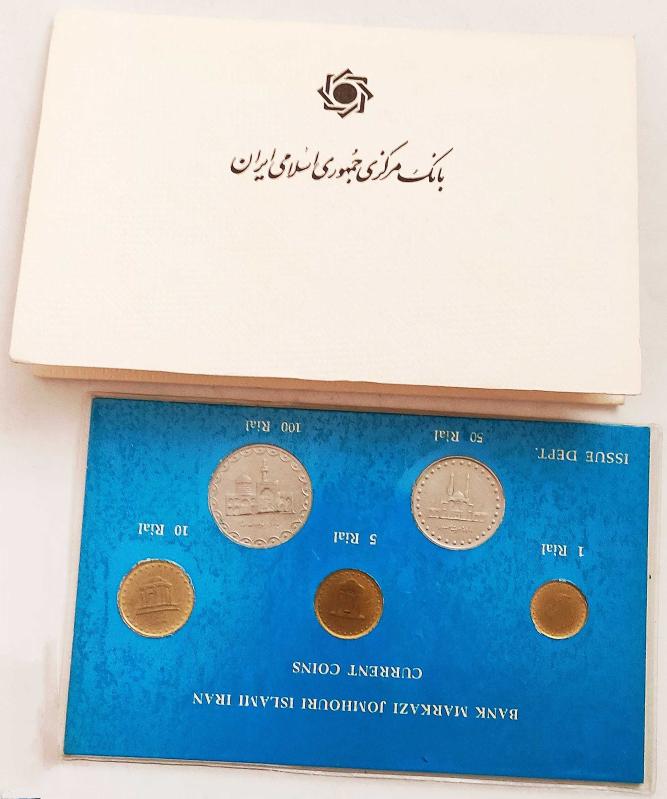 بانک مرکزی جمهوری اسلامی ایران
BANK MARKAZI JOMHOURI ISLAMI IRAN
CURRENT COINS
1 Rial
5 Rial
10 Rial
50 Rial
100 Rial
ISSUE DEPT.